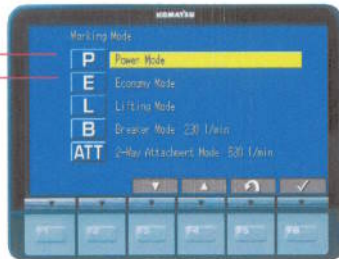 KOMATSU
Working Mode
P Power Mode
E Economy Mode
L Lifting Mode
B Breaker Mode 230 l/min
ATT 2-Way Attachment Mode 530 l/min
F1 F2 F3 F4 F5 F6